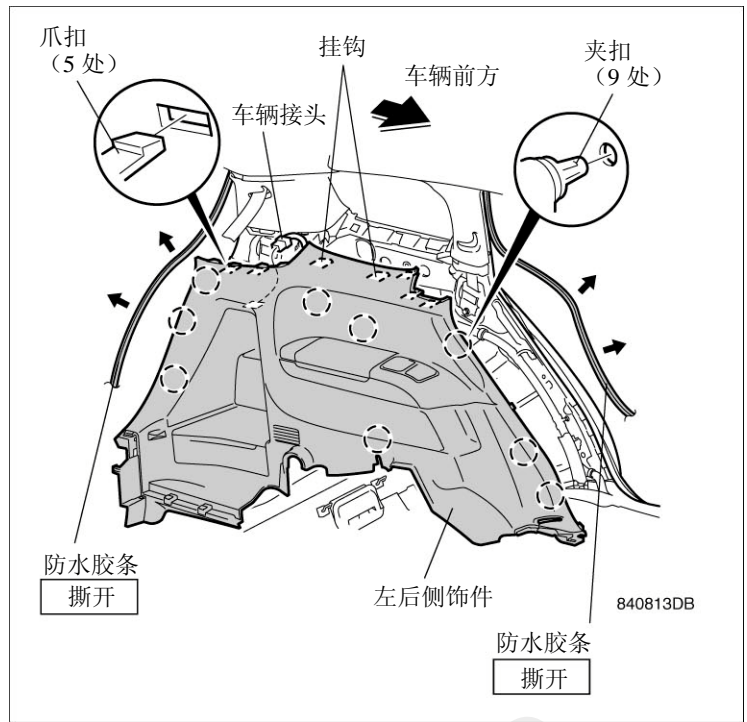 爪扣
（5 处）
挂钩
车辆前方
夹扣
（9 处）
车辆接头
防水胶条
撕开
左后侧饰件
840813DB
防水胶条
撕开